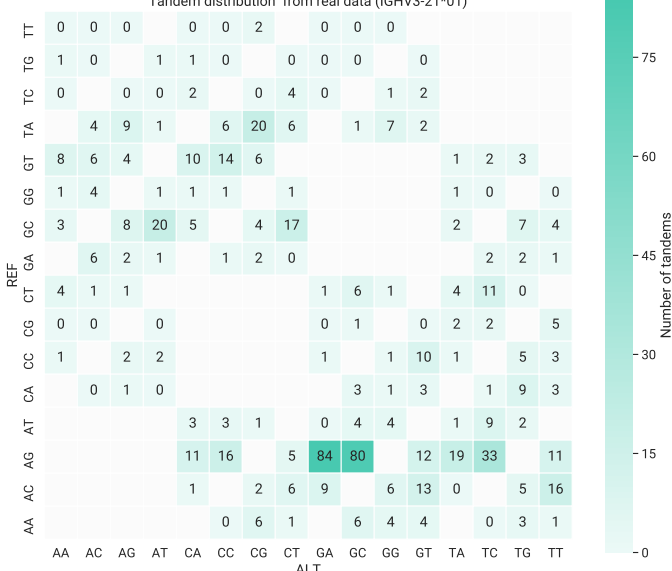 Tandem distribution from real data (IGHV3-21*01)
TT 0 0 0 0 0 2 0 0 0
TG 1 0 1 1 0 0 0 0 0
TC 0 0 0 2 0 4 0 1 2
TA 4 9 1 6 20 6 1 7 2
GT 8 6 4 10 14 6 1 2 3
GG 1 4 1 1 1 1 1 0 0
GC 3 8 20 5 4 17 2 7 4
GA 6 2 1 1 2 0 2 2 1
CT 4 1 1 1 6 1 4 11 0
CG 0 0 0 0 1 0 2 2 5
CC 1 2 2 1 1 10 1 5 3
CA 0 1 0 3 1 3 1 9 3
AT 3 3 1 0 4 4 1 9 2
AG 11 16 5 84 80 12 19 33 11
AC 1 2 6 9 6 13 0 5 16
AA 0 6 1 6 4 4 0 3 1
AA AC AG AT CA CC CG CT GA GC GG GT TA TC TG TT
REF
ALT
75
60
45
30
15
0
Number of tandems